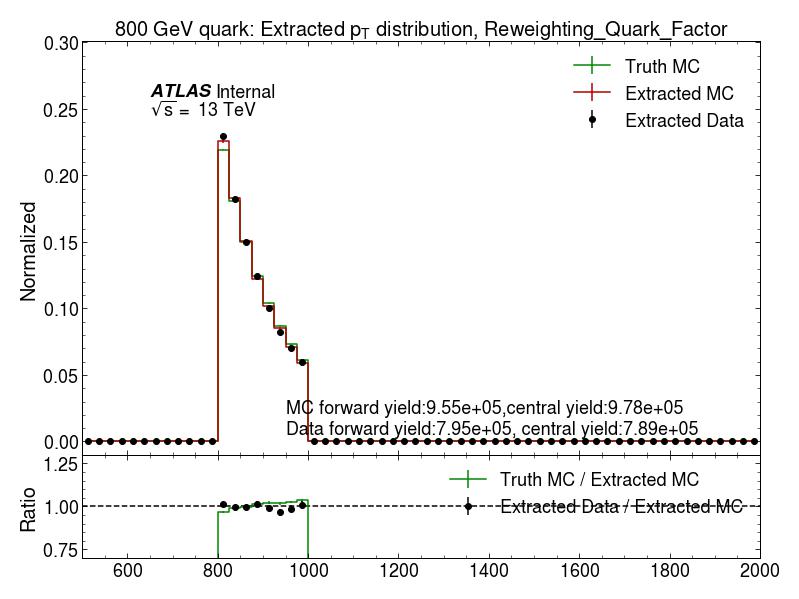 800 GeV quark: Extracted pT distribution, Reweighting_Quark_Factor
0.30
0.25
0.20
0.15
0.10
0.05
0.00
Normalized
ATLAS Internal
√s = 13 TeV
Truth MC
Extracted MC
Extracted Data
MC forward yield:9.55e+05,central yield:9.78e+05
Data forward yield:7.95e+05, central yield:7.89e+05
1.25
1.00
0.75
Ratio
Truth MC / Extracted MC
Extracted Data / Extracted MC
600 800 1000 1200 1400 1600 1800 2000